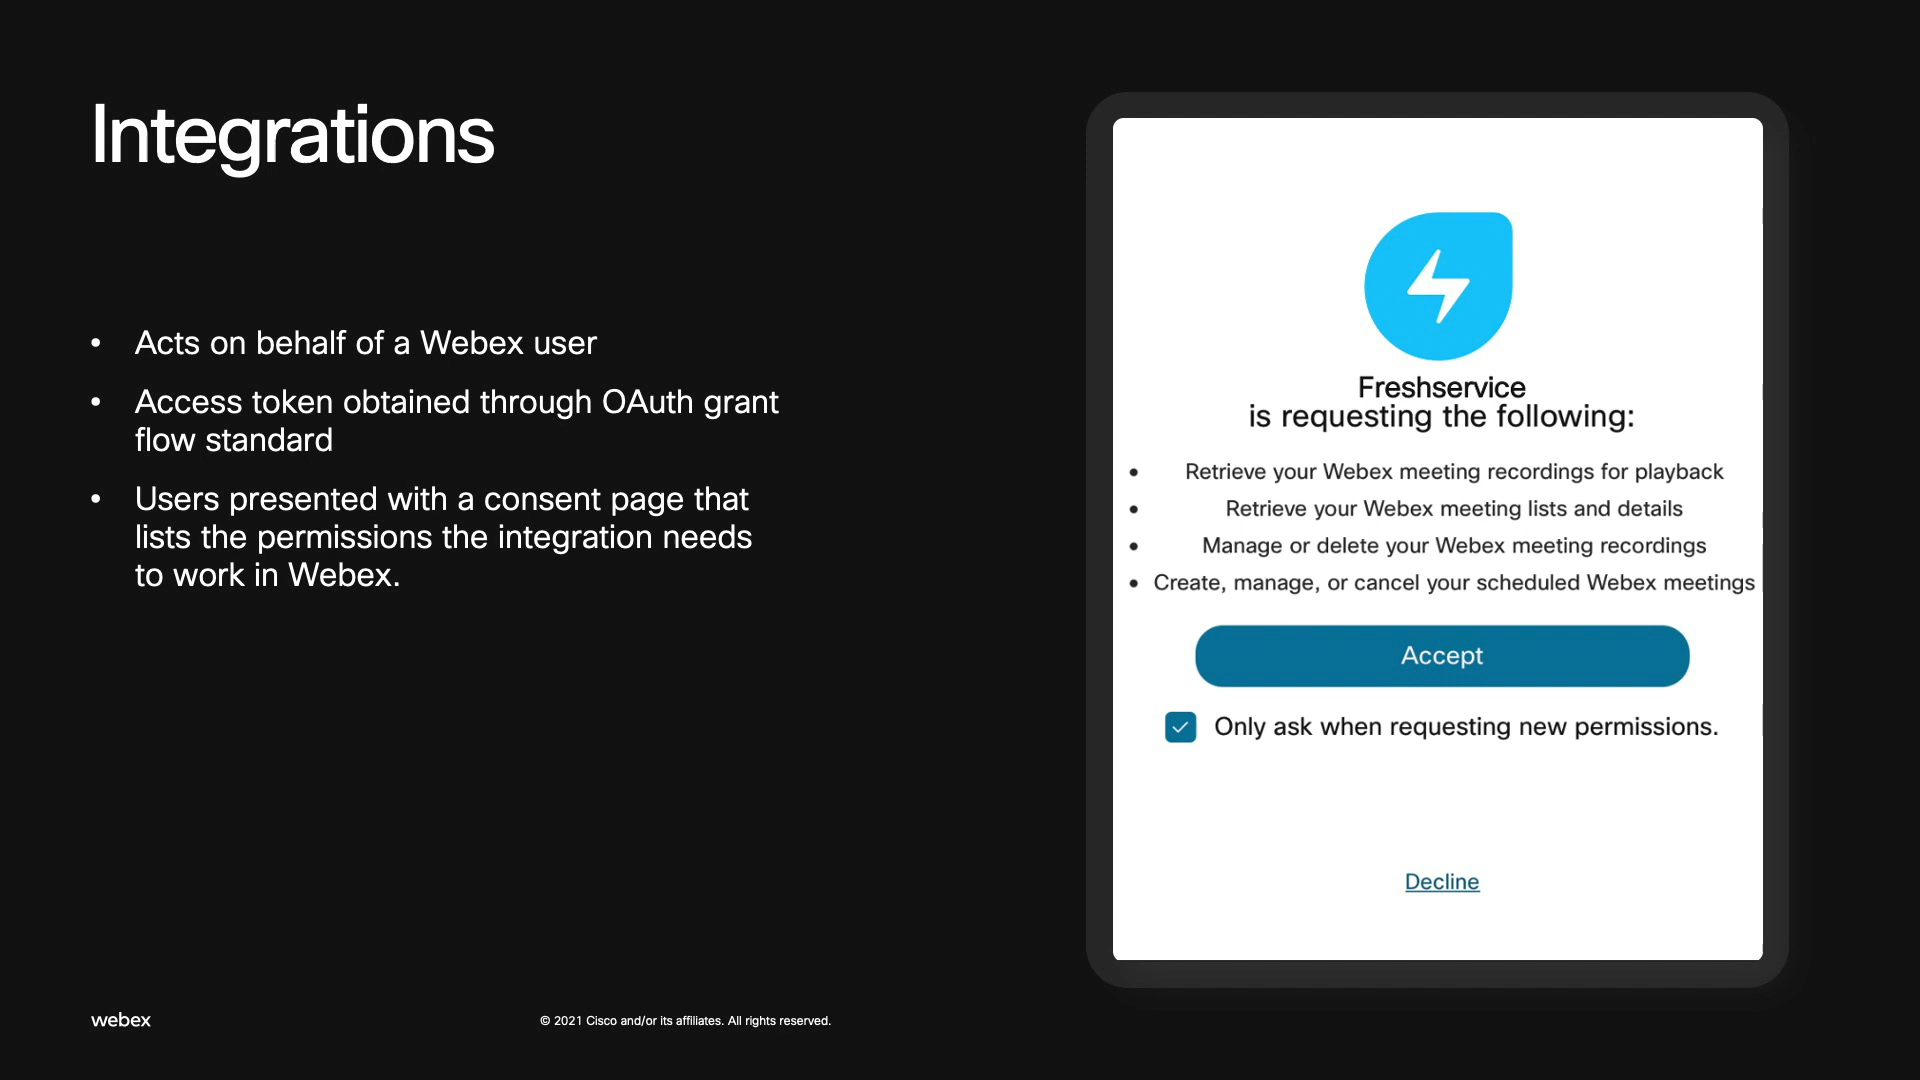 Integrations
• Acts on behalf of a Webex user
• Access token obtained through OAuth grant
flow standard
• Users presented with a consent page that
lists the permissions the integration needs
to work in Webex.
Freshservice
is requesting the following:
• Retrieve your Webex meeting recordings for playback
• Retrieve your Webex meeting lists and details
• Manage or delete your Webex meeting recordings
• Create, manage, or cancel your scheduled Webex meetings
Accept
Only ask when requesting new permissions.
Decline
webex
© 2021 Cisco and/or its affiliates. All rights reserved.